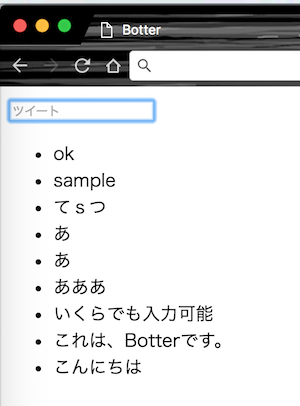 Botter
ツイート
ok
sample
てｓつ
あ
あ
あああ
いくらでも入力可能
これは、Botterです。
こんにちは